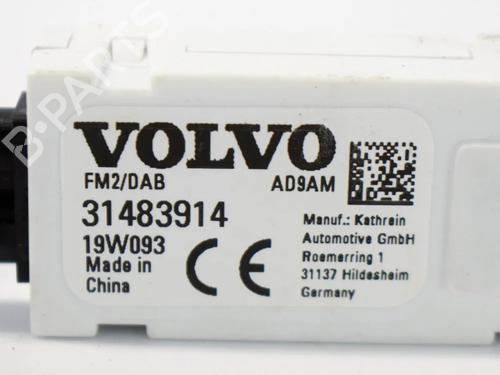 VOLVO
FM2/DAB AD9AM
31483914
19W093
Made in
China
CE
Manuf.: Kathrein
Automotive GmbH
Roemerring 1
31137 Hildesheim
Germany
B-PARTS